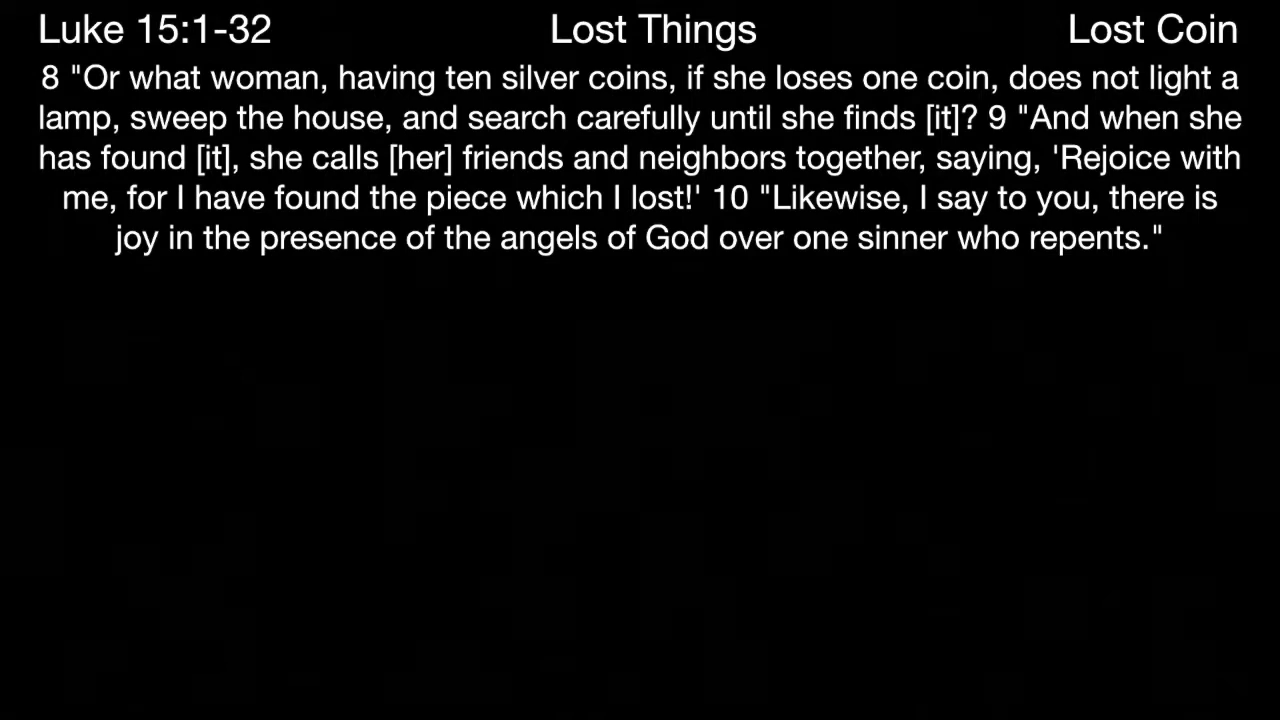 Luke 15:1-32 Lost Things Lost Coin
8 "Or what woman, having ten silver coins, if she loses one coin, does not light a
lamp, sweep the house, and search carefully until she finds [it]? 9 "And when she
has found [it], she calls [her] friends and neighbors together, saying, 'Rejoice with
me, for I have found the piece which I lost!' 10 "Likewise, I say to you, there is
joy in the presence of the angels of God over one sinner who repents."